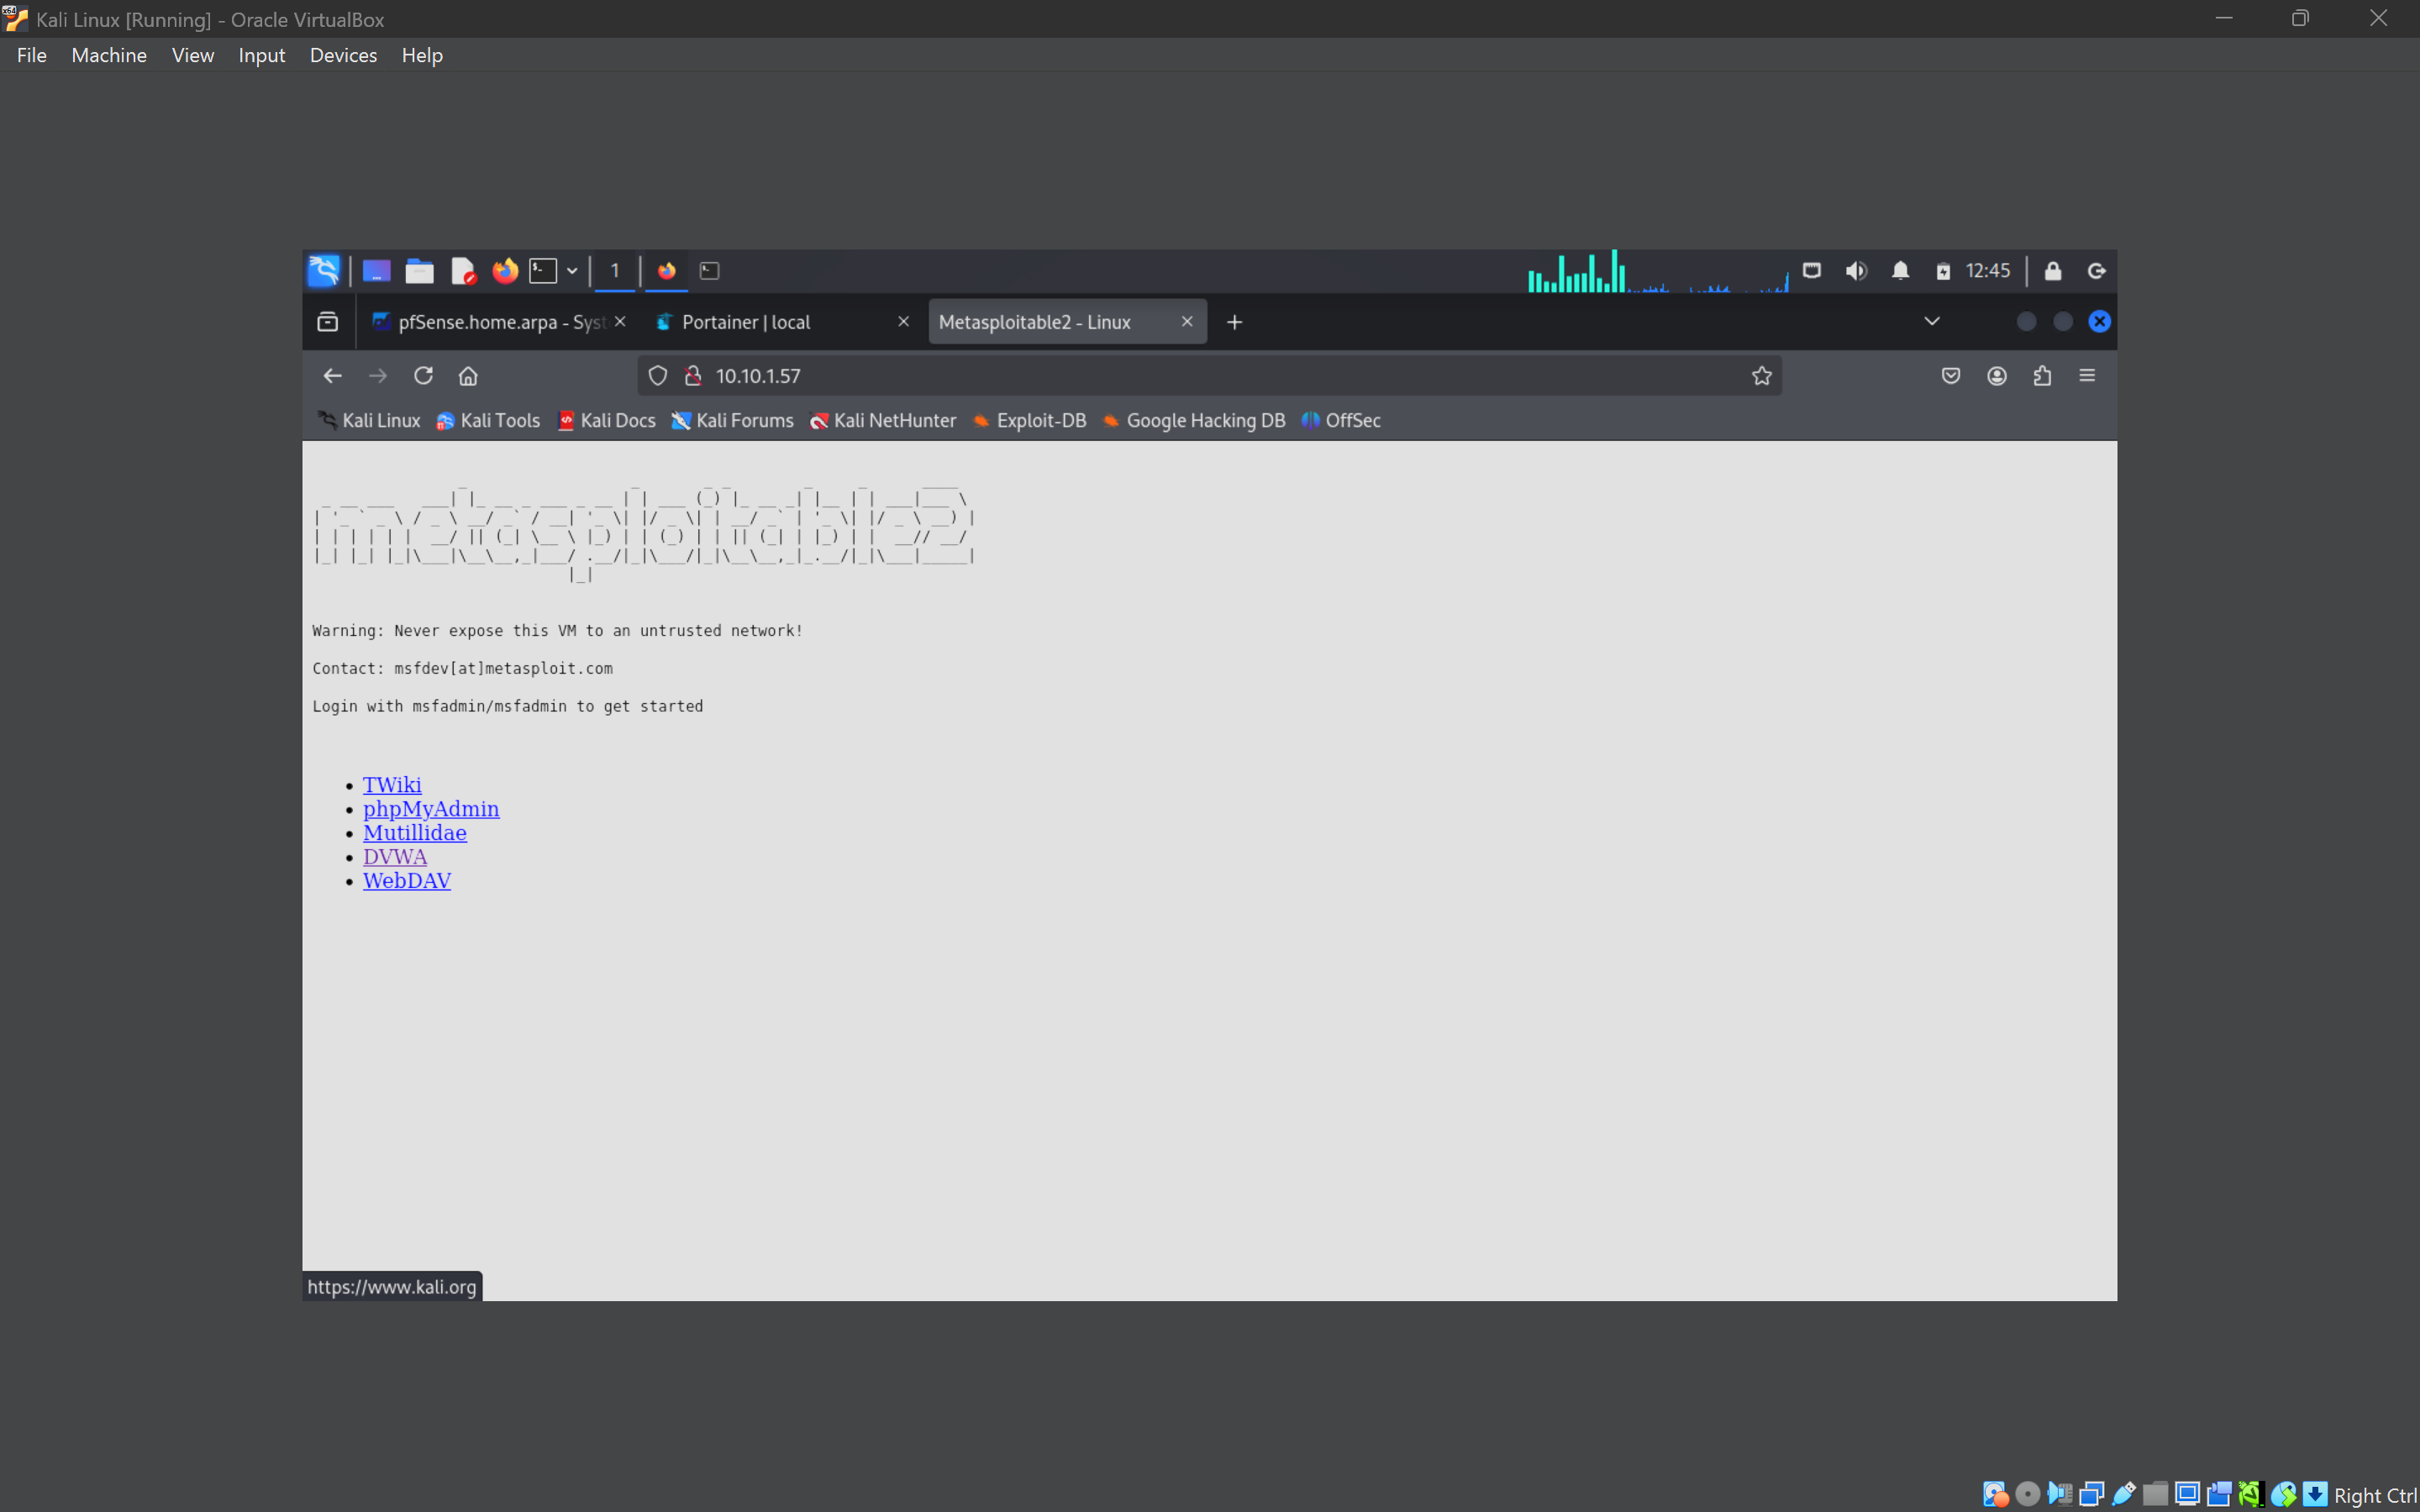 Kali Linux [Running] - Oracle VirtualBox
File Machine View Input Devices Help
1
12:45
pfSense.home.arpa - Syst
Portainer | local
Metasploitable2 - Linux
10.10.1.57
Kali Linux Kali Tools Kali Docs Kali Forums Kali NetHunter Exploit-DB Google Hacking DB OffSec
metasploitable2
Warning: Never expose this VM to an untrusted network!
Contact: msfdev[at]metasploit.com
Login with msfadmin/msfadmin to get started
• TWiki
• phpMyAdmin
• Mutillidae
• DVWA
• WebDAV
https://www.kali.org
Right Ctrl